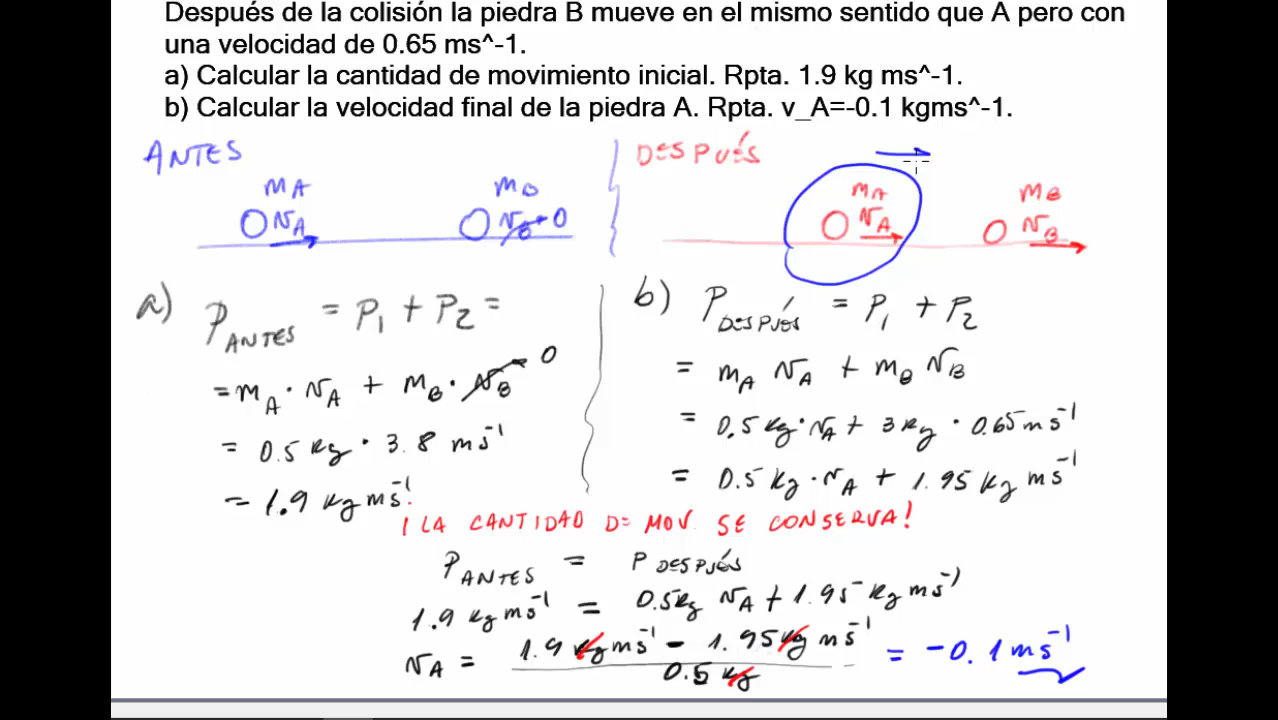 Después de la colisión la piedra B mueve en el mismo sentido que A pero con
una velocidad de 0.65 ms^-1.
a) Calcular la cantidad de movimiento inicial. Rpta. 1.9 kg ms^-1.
b) Calcular la velocidad final de la piedra A. Rpta. v_A=-0.1 kgms^-1.
ANTES
mA mB
vA vB 0
DESPUÉS
mA mB
vA vB
a) P ANTES = P1 + P2 =
= mA · vA + mB · vB 0
= 0.5 kg · 3.8 ms⁻¹
= 1.9 kg ms⁻¹.
b) P DESPUÉS = P1 + P2
= mA vA + mB vB
= 0.5 kg · vA + 3 kg · 0.65 ms⁻¹
= 0.5 kg · vA + 1.95 kg ms⁻¹
¡LA CANTIDAD DE MOV. SE CONSERVA!
P ANTES = P DESPUÉS
1.9 kg ms⁻¹ = 0.5kg vA + 1.95 kg ms⁻¹
vA = 1.9 kg ms⁻¹ - 1.95 kg ms⁻¹ = -0.1 ms⁻¹
0.5 kg